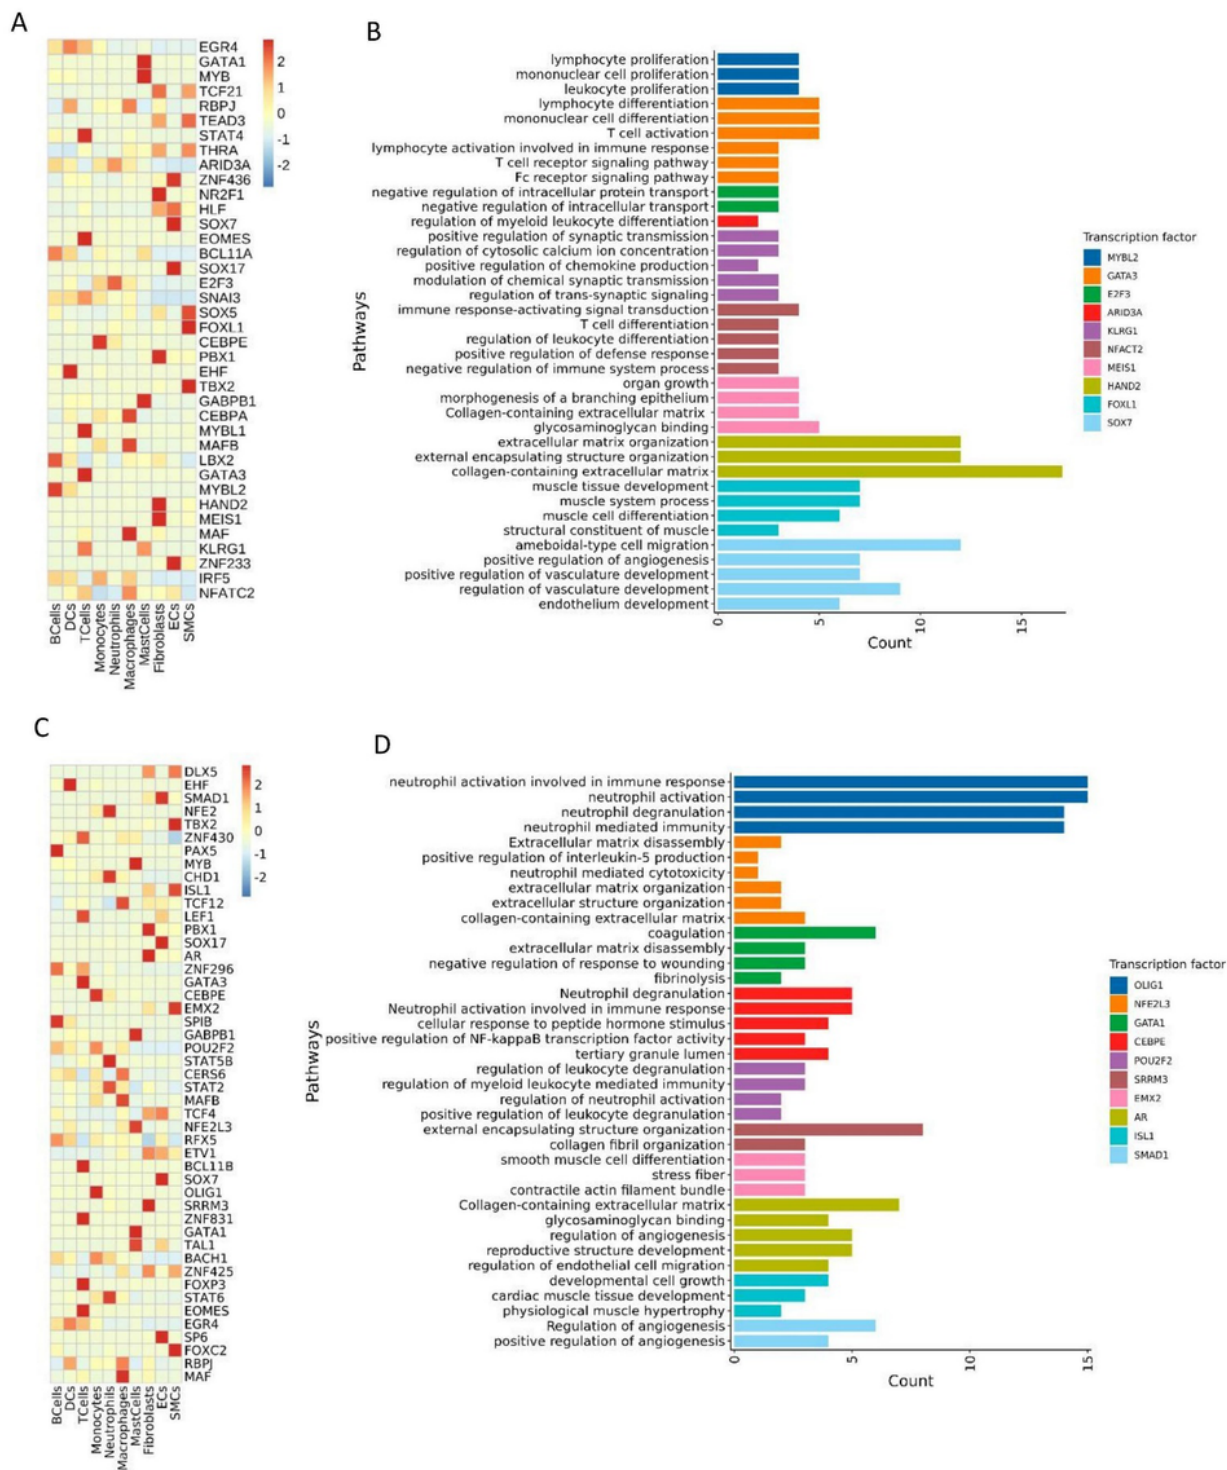 A
EGR4
GATA1
MYB
TCF21
RBPJ
TEAD3
STAT4
THRA
ARID3A
ZNF436
NR2F1
HLF
SOX7
EOMES
BCL11A
SOX17
E2F3
SNAI3
SOX5
FOXL1
CEBPE
PBX1
EHF
TBX2
GABPB1
CEBPA
MYBL1
MAFB
LBX2
GATA3
MYBL2
HAND2
MEIS1
MAF
KLRG1
ZNF233
IRF5
NFATC2
2
1
0
-1
-2
BCells
DCs
TCells
Monocytes
Neutrophils
Macrophages
MastCells
Fibroblasts
ECs
SMCs
B
Pathways
lymphocyte proliferation
mononuclear cell proliferation
leukocyte proliferation
lymphocyte differentiation
mononuclear cell differentiation
T cell activation
lymphocyte activation involved in immune response
T cell receptor signaling pathway
Fc receptor signaling pathway
negative regulation of intracellular protein transport
negative regulation of intracellular transport
regulation of myeloid leukocyte differentiation
positive regulation of synaptic transmission
regulation of cytosolic calcium ion concentration
positive regulation of chemokine production
modulation of chemical synaptic transmission
regulation of trans-synaptic signaling
immune response-activating signal transduction
T cell differentiation
regulation of leukocyte differentiation
positive regulation of defense response
negative regulation of immune system process
organ growth
morphogenesis of a branching epithelium
Collagen-containing extracellular matrix
glycosaminoglycan binding
extracellular matrix organization
external encapsulating structure organization
collagen-containing extracellular matrix
muscle tissue development
muscle system process
muscle cell differentiation
structural constituent of muscle
ameboidal-type cell migration
positive regulation of angiogenesis
positive regulation of vasculature development
regulation of vasculature development
endothelium development
0
5
10
15
Count
Transcription factor
MYBL2
GATA3
E2F3
ARID3A
KLRG1
NFACT2
MEIS1
HAND2
FOXL1
SOX7
C
DLX5
EHF
SMAD1
NFE2
TBX2
ZNF430
PAX5
MYB
CHD1
ISL1
TCF12
LEF1
PBX1
SOX17
AR
ZNF296
GATA3
CEBPE
EMX2
SPIB
GABPB1
POU2F2
STAT5B
CERS6
STAT2
MAFB
TCF4
NFE2L3
RFX5
ETV1
BCL11B
SOX7
OLIG1
SRRM3
ZNF831
GATA1
TAL1
BACH1
ZNF425
FOXP3
STAT6
EOMES
EGR4
SP6
FOXC2
RBPJ
MAF
2
1
0
-1
-2
BCells
DCs
TCells
Monocytes
Neutrophils
Macrophages
MastCells
Fibroblasts
ECs
SMCs
D
Pathways
neutrophil activation involved in immune response
neutrophil activation
neutrophil degranulation
neutrophil mediated immunity
Extracellular matrix disassembly
positive regulation of interleukin-5 production
neutrophil mediated cytotoxicity
extracellular matrix organization
extracellular structure organization
collagen-containing extracellular matrix
coagulation
extracellular matrix disassembly
negative regulation of response to wounding
fibrinolysis
Neutrophil degranulation
Neutrophil activation involved in immune response
cellular response to peptide hormone stimulus
positive regulation of NF-kappaB transcription factor activity
tertiary granule lumen
regulation of leukocyte degranulation
regulation of myeloid leukocyte mediated immunity
regulation of neutrophil activation
positive regulation of leukocyte degranulation
external encapsulating structure organization
collagen fibril organization
smooth muscle cell differentiation
stress fiber
contractile actin filament bundle
Collagen-containing extracellular matrix
glycosaminoglycan binding
regulation of angiogenesis
reproductive structure development
regulation of endothelial cell migration
developmental cell growth
cardiac muscle tissue development
physiological muscle hypertrophy
Regulation of angiogenesis
positive regulation of angiogenesis
0
5
10
15
Count
Transcription factor
OLIG1
NFE2L3
GATA1
CEBPE
POU2F2
SRRM3
EMX2
AR
ISL1
SMAD1